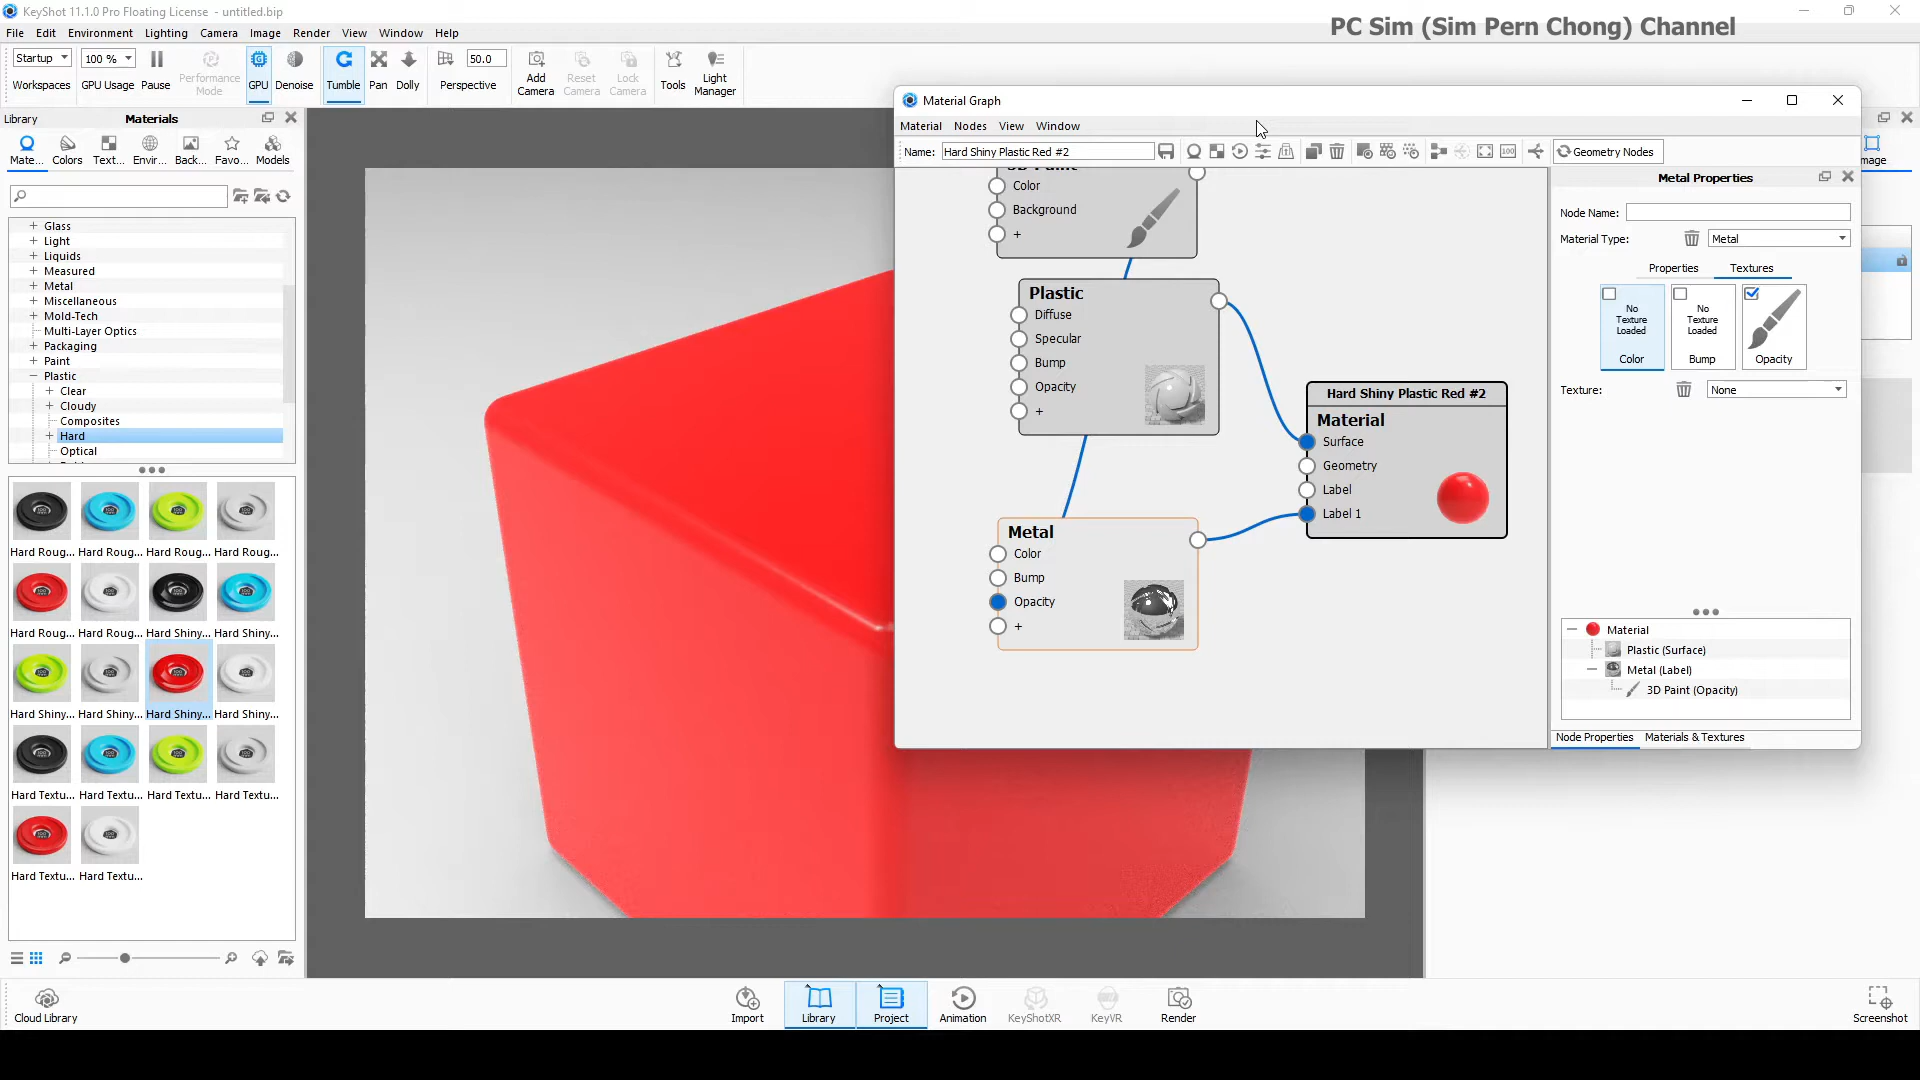 KeyShot 11.1.0 Pro Floating License - untitled.bip
PC Sim (Sim Pern Chong) Channel
File Edit Environment Lighting Camera Image Render View Window Help
Startup 100 % 50.0
Workspaces GPU Usage Pause Performance Mode GPU Denoise Tumble Pan Dolly Perspective Add Camera Reset Camera Lock Camera Tools Light Manager
Library Materials
Mate... Colors Text... Envir... Back... Favo... Models
Glass
Light
Liquids
Measured
Metal
Miscellaneous
Mold-Tech
Multi-Layer Optics
Packaging
Paint
Plastic
Clear
Cloudy
Composites
Hard
Optical
Hard Roug... Hard Roug... Hard Roug... Hard Roug...
Hard Roug... Hard Roug... Hard Shiny... Hard Shiny...
Hard Shiny... Hard Shiny... Hard Shiny... Hard Shiny...
Hard Textu... Hard Textu... Hard Textu... Hard Textu...
Hard Textu... Hard Textu...
Material Graph
Material Nodes View Window
Name: Hard Shiny Plastic Red #2
Geometry Nodes
3D Paint
Color
Background
+
Plastic
Diffuse
Specular
Bump
Opacity
+
Metal
Color
Bump
Opacity
+
Hard Shiny Plastic Red #2
Material
Surface
Geometry
Label
Label 1
Metal Properties
Node Name:
Material Type: Metal
Properties Textures
No Texture Loaded
Color
No Texture Loaded
Bump
Opacity
Texture: None
Material
Plastic (Surface)
Metal (Label)
3D Paint (Opacity)
Node Properties Materials & Textures
mage
Cloud Library Import Library Project Animation KeyShotXR KeyVR Render Screenshot